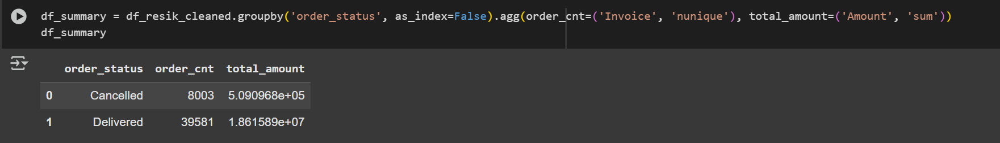 df_summary = df_resik_cleaned.groupby('order_status', as_index=False).agg(order_cnt=('Invoice', 'nunique'), total_amount=('Amount', 'sum'))
df_summary
order_status order_cnt total_amount
0 Cancelled 8003 5.090968e+05
1 Delivered 39581 1.861589e+07